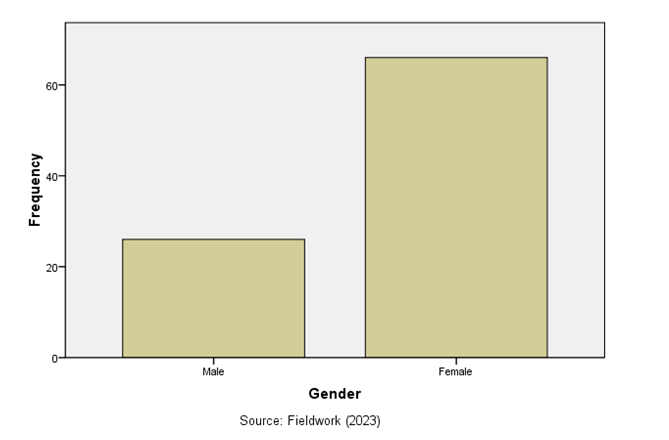 Frequency
60
40
20
0
Male Female
Gender
Source: Fieldwork (2023)